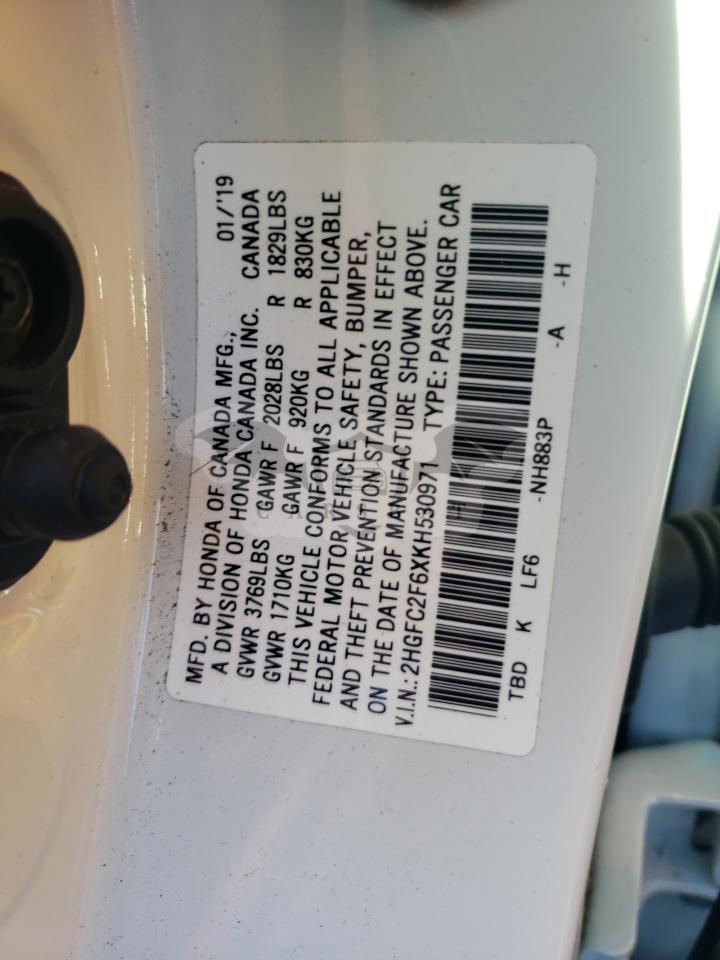 MFD. BY HONDA OF CANADA MFG., 01/'19
A DIVISION OF HONDA CANADA INC. CANADA
GVWR 3769LBS GAWR F 2028LBS R 1829LBS
GVWR 1710KG GAWR F 920KG R 830KG
THIS VEHICLE CONFORMS TO ALL APPLICABLE
FEDERAL MOTOR VEHICLE SAFETY, BUMPER,
AND THEFT PREVENTION STANDARDS IN EFFECT
ON THE DATE OF MANUFACTURE SHOWN ABOVE.
V.I.N.: 2HGFC2F6XKH530971 TYPE: PASSENGER CAR
TBD K LF6 -NH883P -A -H